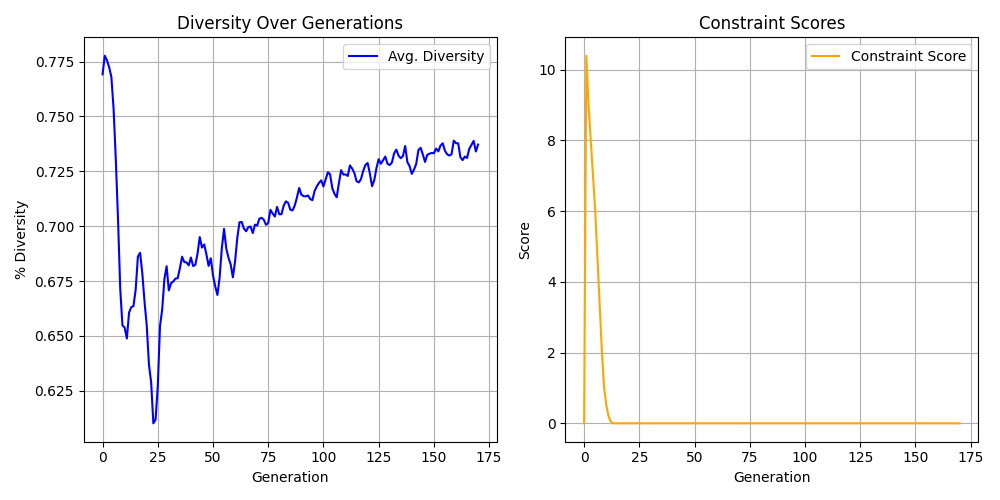 Diversity Over Generations
% Diversity
0.775
0.750
0.725
0.700
0.675
0.650
0.625
Avg. Diversity
0 25 50 75 100 125 150 175
Generation
Constraint Scores
Score
10
8
6
4
2
0
Constraint Score
0 25 50 75 100 125 150 175
Generation